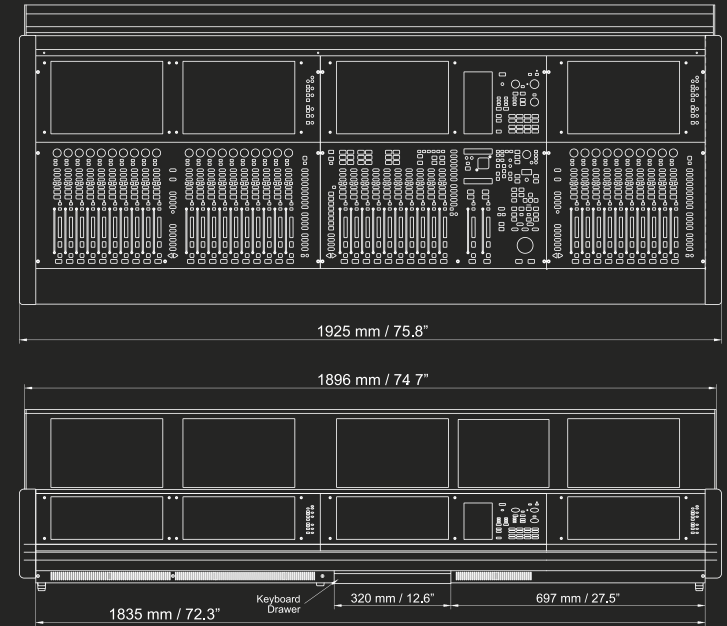 1925 mm / 75.8”
1896 mm / 74 7”
Keyboard
Drawer
320 mm / 12.6”
697 mm / 27.5”
1835 mm / 72.3”